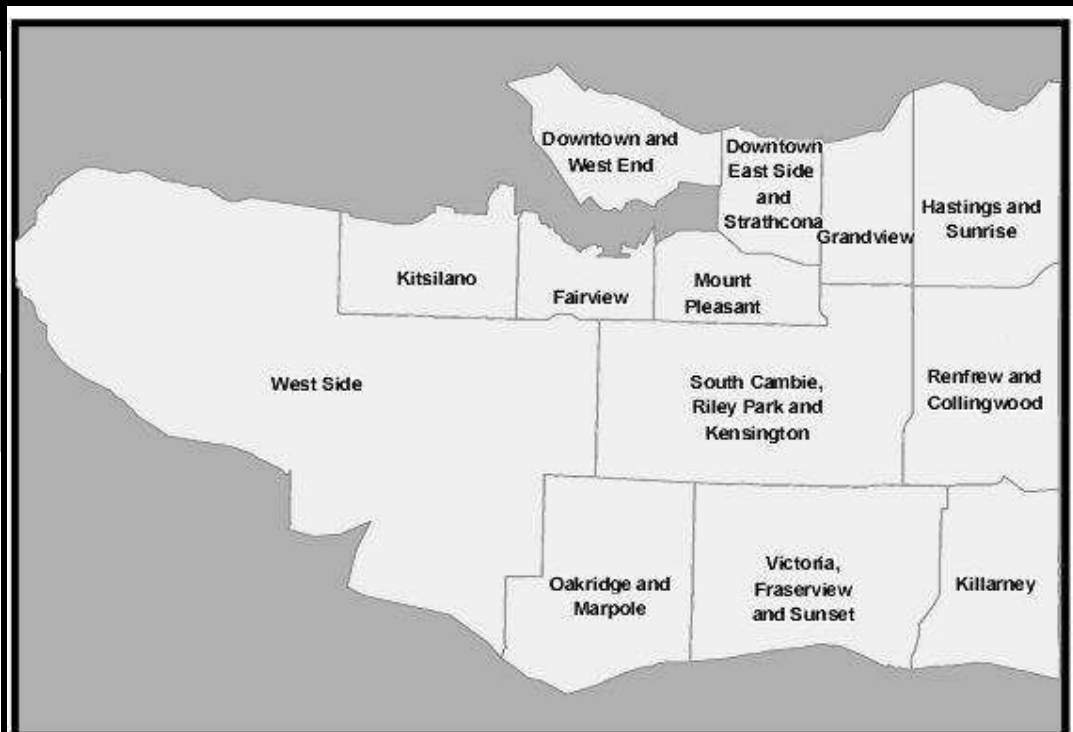 Downtown and
West End
Downtown
East Side
and
Strathcona
Grandview
Hastings and
Sunrise
Kitsilano
Fairview
Mount
Pleasant
West Side
South Cambie,
Riley Park and
Kensington
Renfrew and
Collingwood
Oakridge and
Marpole
Victoria,
Fraserview
and Sunset
Killarney